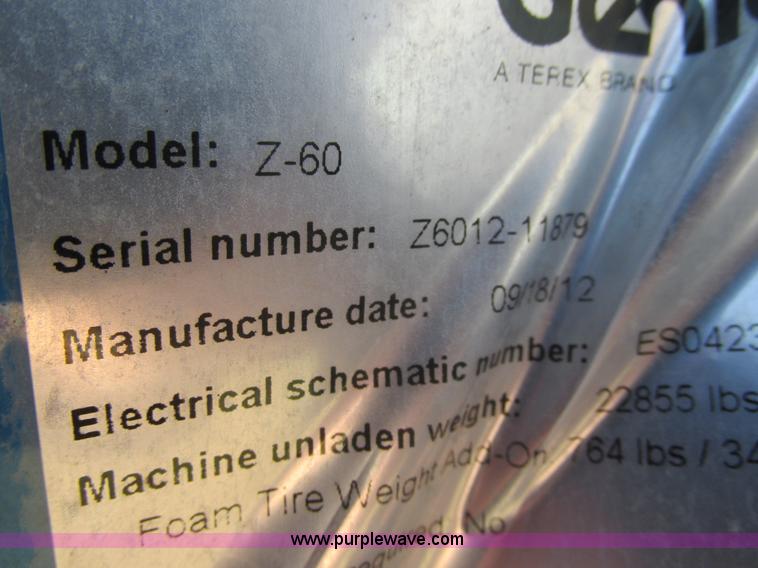 A TEREX BRAND
Model: Z-60
Serial number: Z6012-11879
Manufacture date: 09/18/12
Electrical schematic number: ES0423
Machine unladen weight: 22855 lbs
Foam Tire Weight Add-On 764 lbs / 34
No
www.purplewave.com